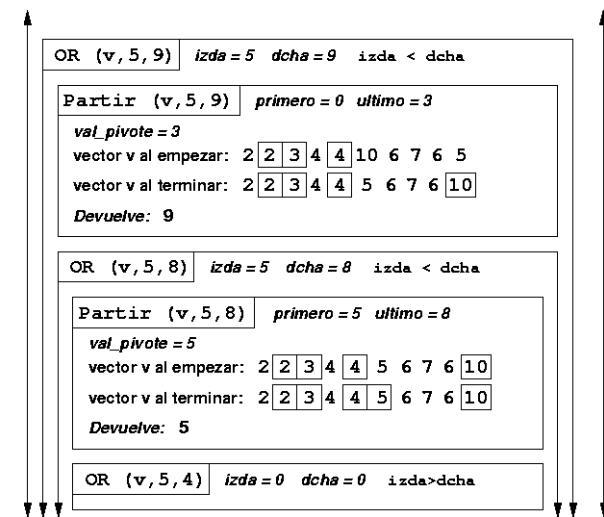 OR (v,5,9) izda = 5 dcha = 9 izda < dcha
Partir (v,5,9) primero = 0 ultimo = 3
val_pivote = 3
vector v al empezar: 2 2 3 4 4 10 6 7 6 5
vector v al terminar: 2 2 3 4 4 5 6 7 6 10
Devuelve: 9
OR (v,5,8) izda = 5 dcha = 8 izda < dcha
Partir (v,5,8) primero = 5 ultimo = 8
val_pivote = 5
vector v al empezar: 2 2 3 4 4 5 6 7 6 10
vector v al terminar: 2 2 3 4 4 5 6 7 6 10
Devuelve: 5
OR (v,5,4) izda = 0 dcha = 0 izda>dcha